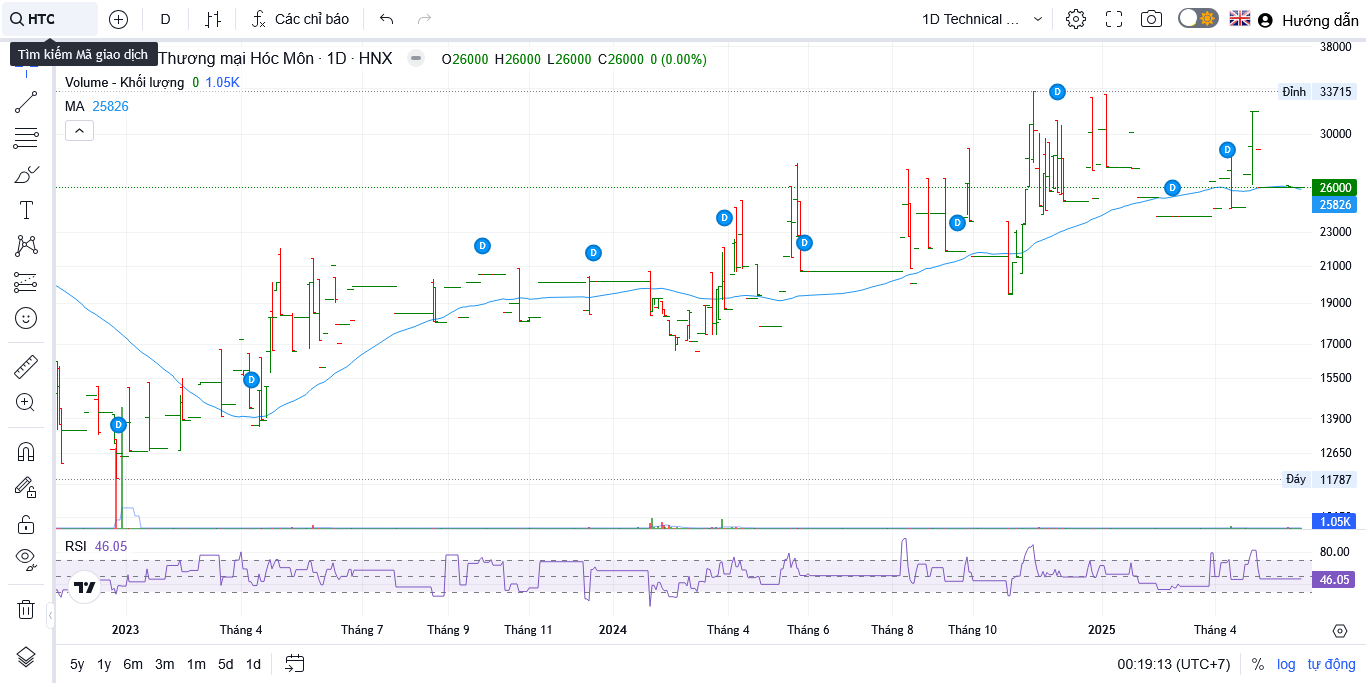 HTC
D
Các chỉ báo
1D Technical ...
Hướng dẫn
Tìm kiếm Mã giao dịch
Thương mại Hóc Môn · 1D · HNX
O26000 H26000 L26000 C26000 0 (0.00%)
Volume - Khối lượng 0 1.05K
MA 25826
38000
Đỉnh 33715
30000
26000
25826
23000
21000
19000
17000
15500
13900
12650
Đáy 11787
1.05K
D
D
D
D
D
D
D
D
D
D
RSI 46.05
80.00
46.05
2023
Tháng 4
Tháng 7
Tháng 9
Tháng 11
2024
Tháng 4
Tháng 6
Tháng 8
Tháng 10
2025
Tháng 4
5y 1y 6m 3m 1m 5d 1d
00:19:13 (UTC+7)
% log tự động